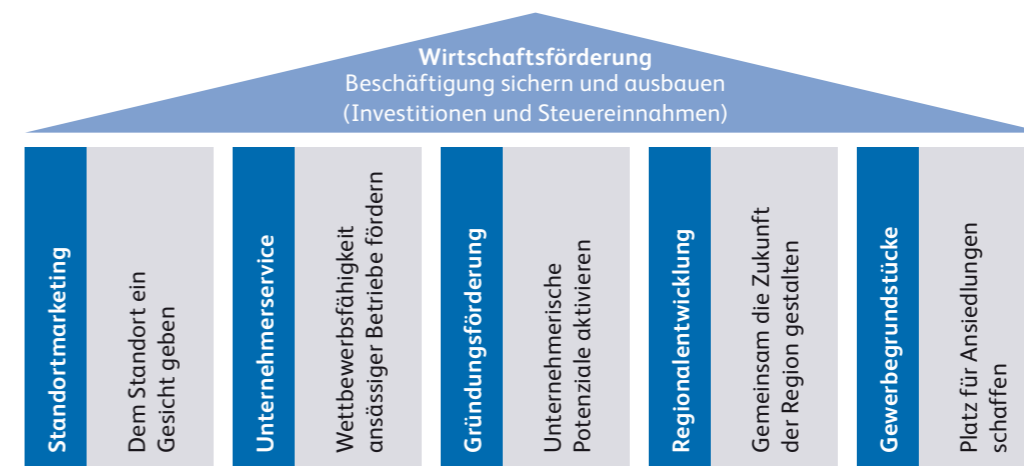 Wirtschaftsförderung
Beschäftigung sichern und ausbauen
(Investitionen und Steuereinnahmen)
Standortmarketing
Dem Standort ein
Gesicht geben
Unternehmerservice
Wettbewerbsfähigkeit
ansässiger Betriebe fördern
Gründungsförderung
Unternehmerische
Potenziale aktivieren
Regionalentwicklung
Gemeinsam die Zukunft
der Region gestalten
Gewerbegrundstücke
Platz für Ansiedlungen
schaffen